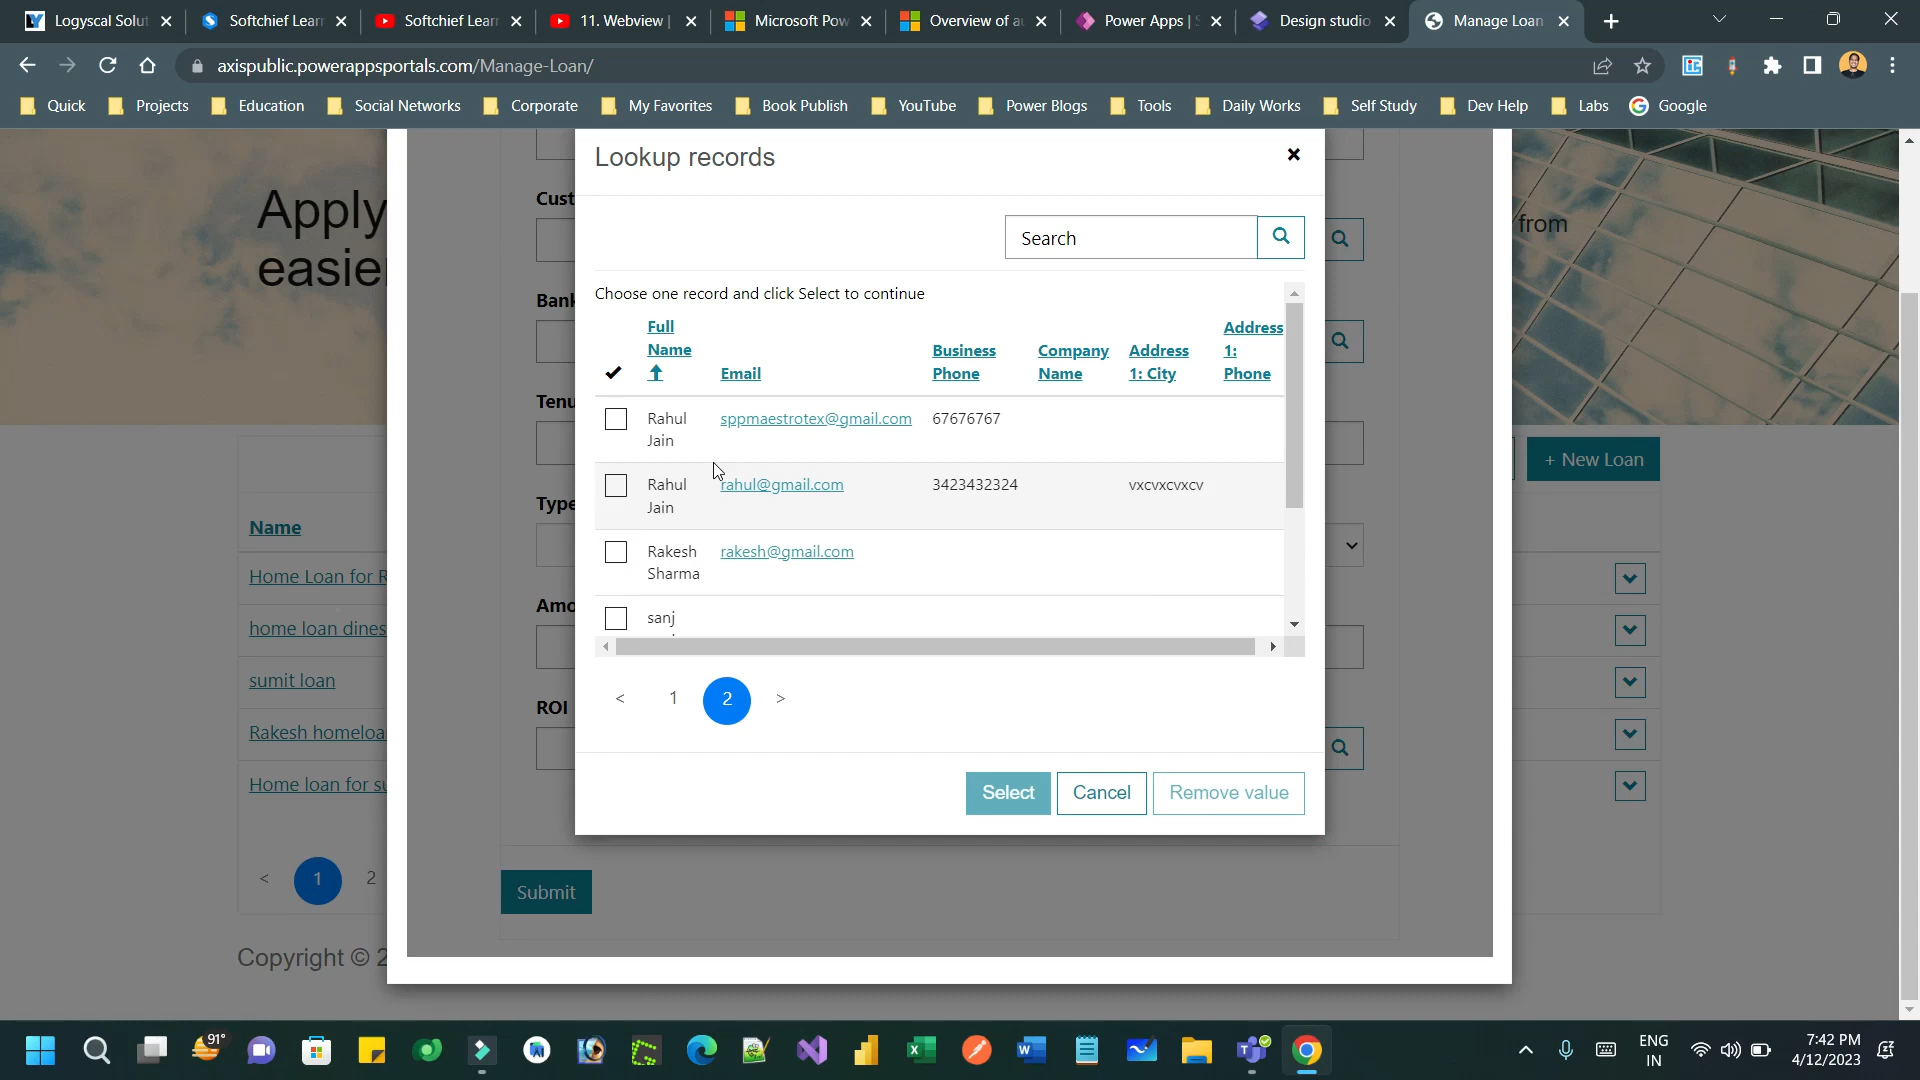 Logyscal Solut
Softchief Lear
Softchief Lear
11. Webview |
Microsoft Pow
Overview of au
Power Apps | S
Design studio
Manage Loan
axispublic.powerappsportals.com/Manage-Loan/
Quick
Projects
Education
Social Networks
Corporate
My Favorites
Book Publish
YouTube
Power Blogs
Tools
Daily Works
Self Study
Dev Help
Labs
Google
Apply
easier
from
+ New Loan
Name
Home Loan for R
home loan dines
sumit loan
Rakesh homeloa
Home loan for su
< 1 2
Copyright © 2
Cust
Bank
Tenu
Type
Amo
ROI
Submit
Lookup records
Search
Choose one record and click Select to continue
Full Name
Email
Business Phone
Company Name
Address 1: City
Address 1: Phone
Rahul Jain sppmaestrotex@gmail.com 67676767
Rahul Jain rahul@gmail.com 3423432324 vxcvxcvxcv
Rakesh Sharma rakesh@gmail.com
sanj
< 1 2 >
Select
Cancel
Remove value
91°
ENG
IN
7:42 PM
4/12/2023